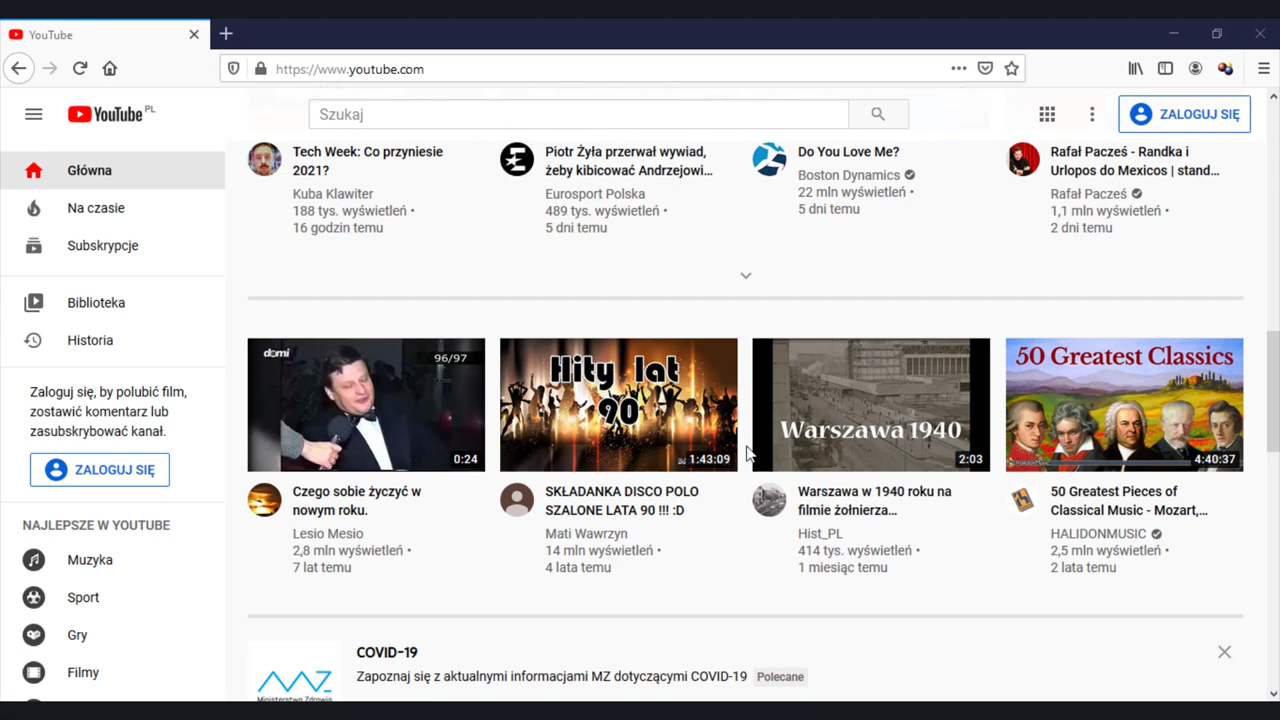 YouTube
https://www.youtube.com
YouTube PL
Szukaj
ZALOGUJ SIĘ
Główna
Na czasie
Subskrypcje
Biblioteka
Historia
Zaloguj się, by polubić film,
zostawić komentarz lub
zasubskrybować kanał.
ZALOGUJ SIĘ
NAJLEPSZE W YOUTUBE
Muzyka
Sport
Gry
Filmy
Tech Week: Co przyniesie
2021?
Kuba Klawiter
188 tys. wyświetleń •
16 godzin temu
Piotr Żyła przerwał wywiad,
żeby kibicować Andrzejowi...
Eurosport Polska
489 tys. wyświetleń •
5 dni temu
Do You Love Me?
Boston Dynamics
22 mln wyświetleń •
5 dni temu
Rafał Pacześ - Randka i
Urlopos do Mexicos | stand...
Rafał Pacześ
1,1 mln wyświetleń •
2 dni temu
domi
96/97
0:24
Czego sobie życzyć w
nowym roku.
Lesio Mesio
2,8 mln wyświetleń •
7 lat temu
Hity lat
90
1:43:09
SKŁADANKA DISCO POLO
SZALONE LATA 90 !!! :D
Mati Wawrzyn
14 mln wyświetleń •
4 lata temu
Warszawa 1940
2:03
Warszawa w 1940 roku na
filmie żołnierza...
Hist_PL
414 tys. wyświetleń •
1 miesiąc temu
50 Greatest Classics
4:40:37
50 Greatest Pieces of
Classical Music - Mozart,...
HALIDONMUSIC
2,5 mln wyświetleń •
2 lata temu
COVID-19
Zapoznaj się z aktualnymi informacjami MZ dotyczącymi COVID-19 Polecane
Ministerstwo Zdrowia